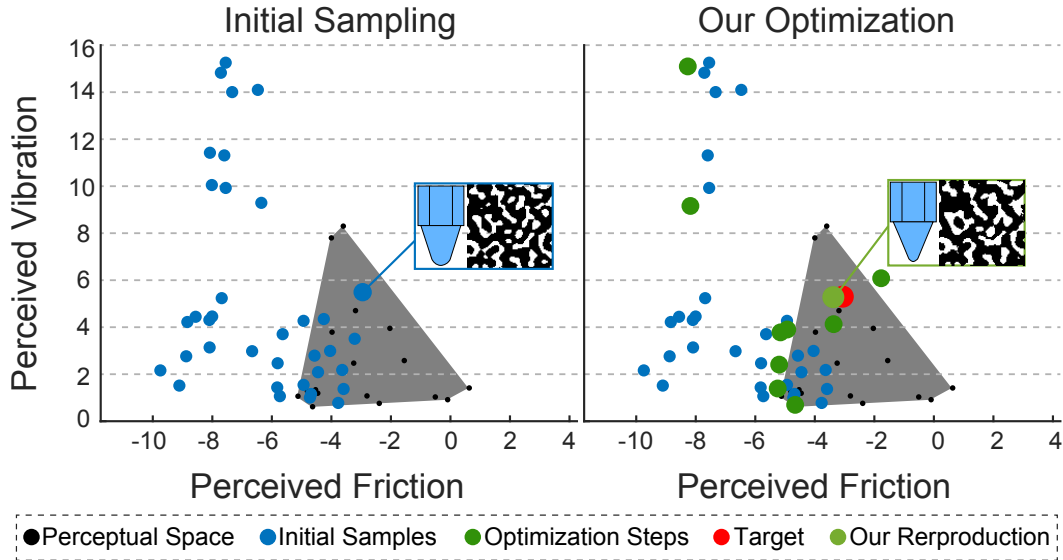 Initial Sampling
Our Optimization
Perceived Vibration
16
14
12
10
8
6
4
2
0
-10 -8 -6 -4 -2 0 2 4
-10 -8 -6 -4 -2 0 2 4
Perceived Friction
Perceived Friction
Perceptual Space Initial Samples Optimization Steps Target Our Rerproduction